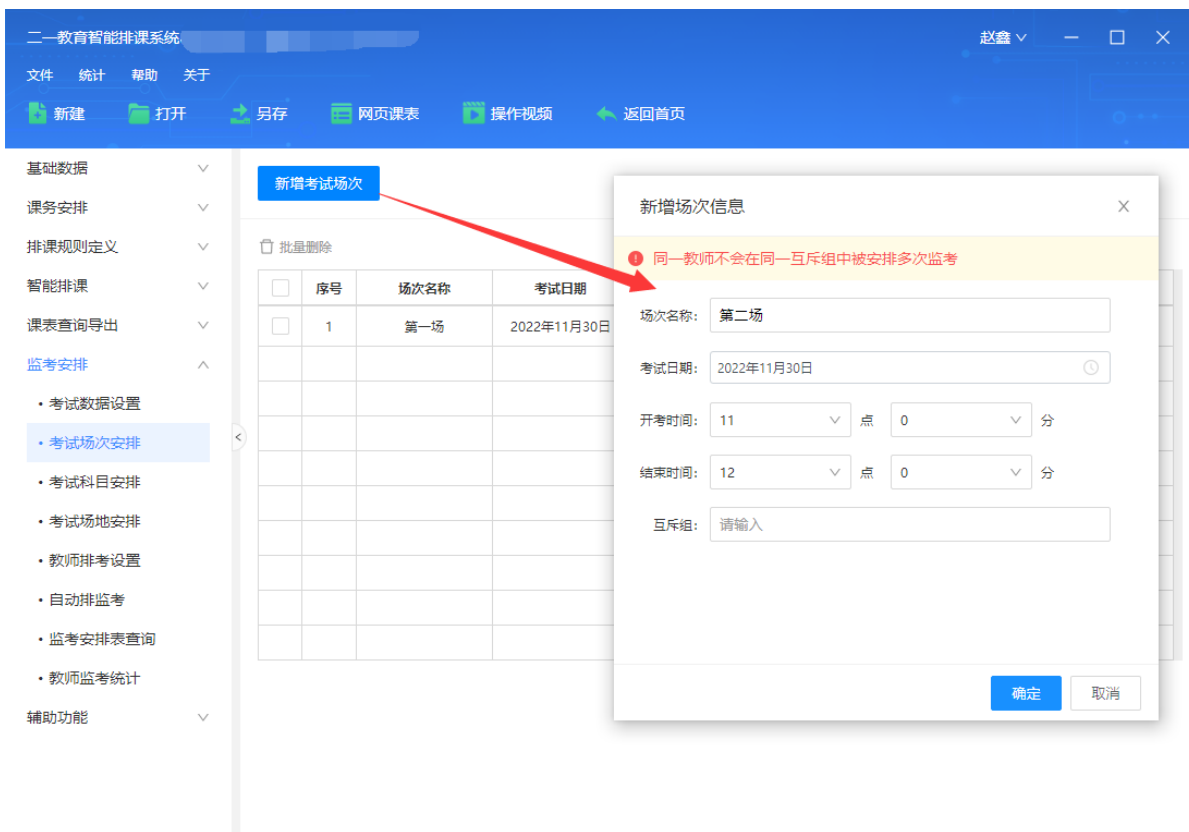 二一教育智能排课系统
赵鑫
文件 统计 帮助 关于
新建 打开 另存 网页课表 操作视频 返回首页
基础数据
课务安排
排课规则定义
智能排课
课表查询导出
监考安排
• 考试数据设置
• 考试场次安排
• 考试科目安排
• 考试场地安排
• 教师排考设置
• 自动排监考
• 监考安排表查询
• 教师监考统计
辅助功能
新增考试场次
批量删除
序号 场次名称 考试日期
1 第一场 2022年11月30日
新增场次信息
同一教师不会在同一互斥组中被安排多次监考
场次名称: 第二场
考试日期: 2022年11月30日
开考时间: 11 点 0 分
结束时间: 12 点 0 分
互斥组: 请输入
确定 取消